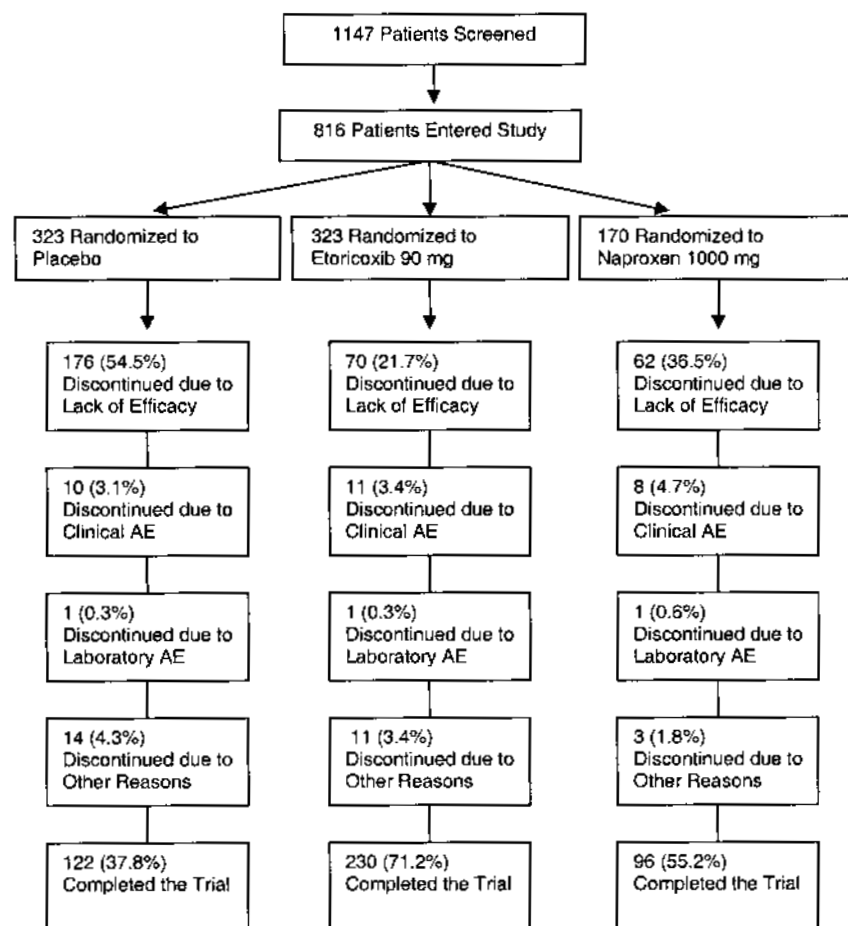 1147 Patients Screened
816 Patients Entered Study
323 Randomized to
Placebo
323 Randomized to
Etoricoxib 90 mg
170 Randomized to
Naproxen 1000 mg
176 (54.5%)
Discontinued due to
Lack of Efficacy
70 (21.7%)
Discontinued due to
Lack of Efficacy
62 (36.5%)
Discontinued due to
Lack of Efficacy
10 (3.1%)
Discontinued due to
Clinical AE
11 (3.4%)
Discontinued due to
Clinical AE
8 (4.7%)
Discontinued due to
Clinical AE
1 (0.3%)
Discontinued due to
Laboratory AE
1 (0.3%)
Discontinued due to
Laboratory AE
1 (0.6%)
Discontinued due to
Laboratory AE
14 (4.3%)
Discontinued due to
Other Reasons
11 (3.4%)
Discontinued due to
Other Reasons
3 (1.8%)
Discontinued due to
Other Reasons
122 (37.8%)
Completed the Trial
230 (71.2%)
Completed the Trial
96 (55.2%)
Completed the Trial